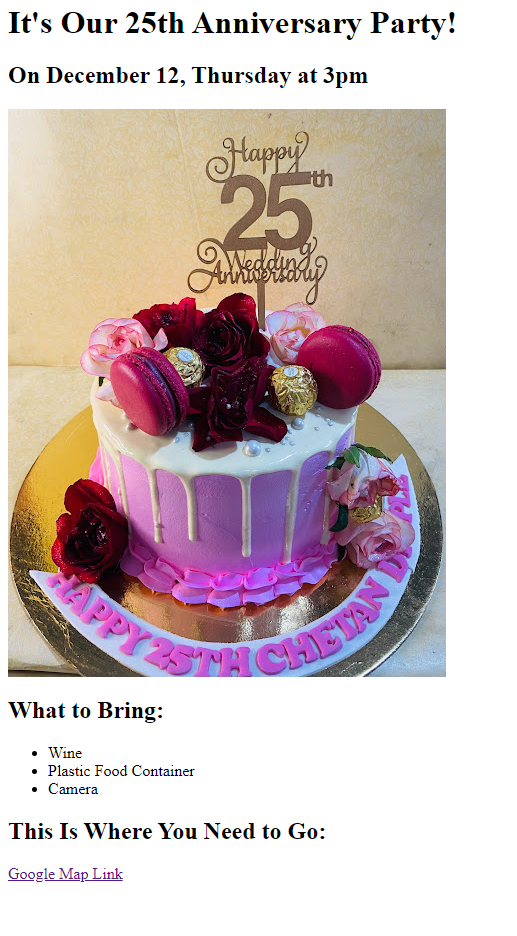 It's Our 25th Anniversary Party!
On December 12, Thursday at 3pm
Happy
25th
Wedding
Anniversary
HAPPY 25TH CHETAN
What to Bring:
Wine
Plastic Food Container
Camera
This Is Where You Need to Go:
Google Map Link